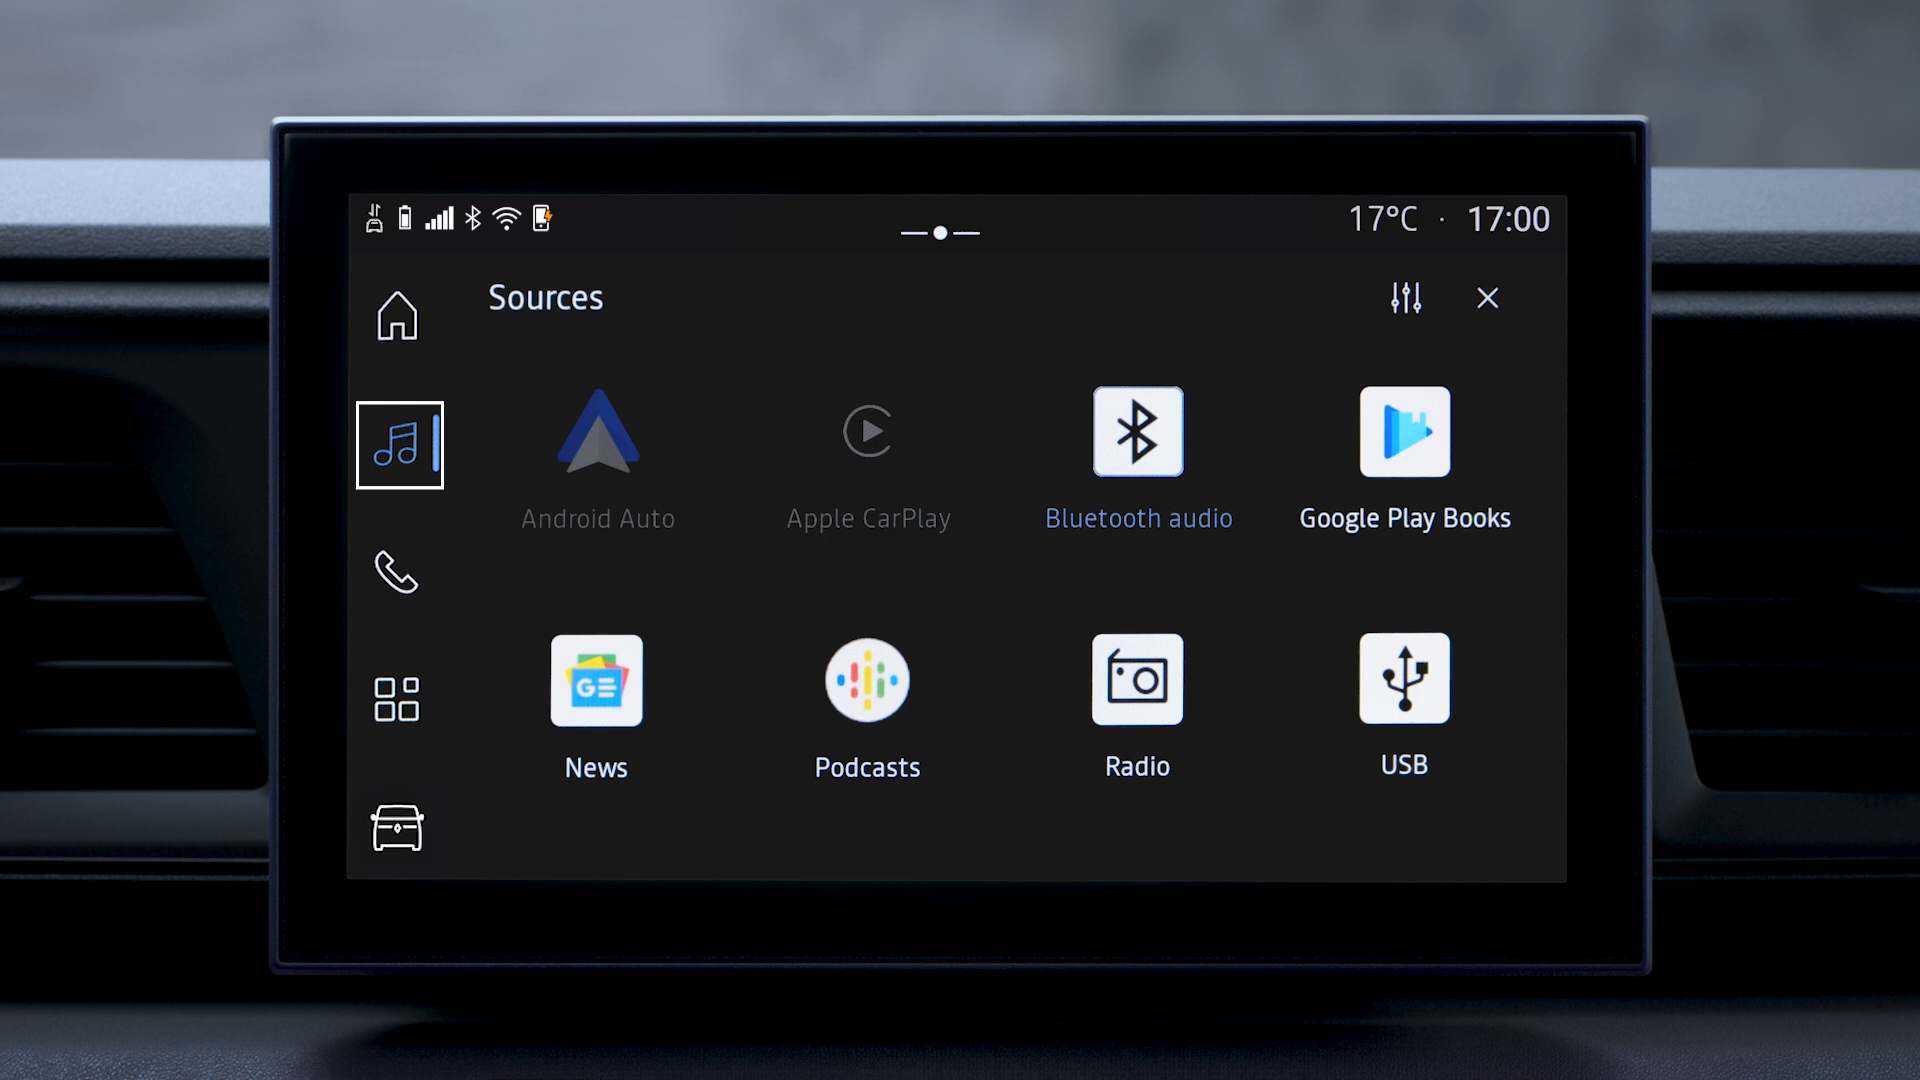 17°C · 17:00
Sources
Android Auto
Apple CarPlay
Bluetooth audio
Google Play Books
News
Podcasts
Radio
USB